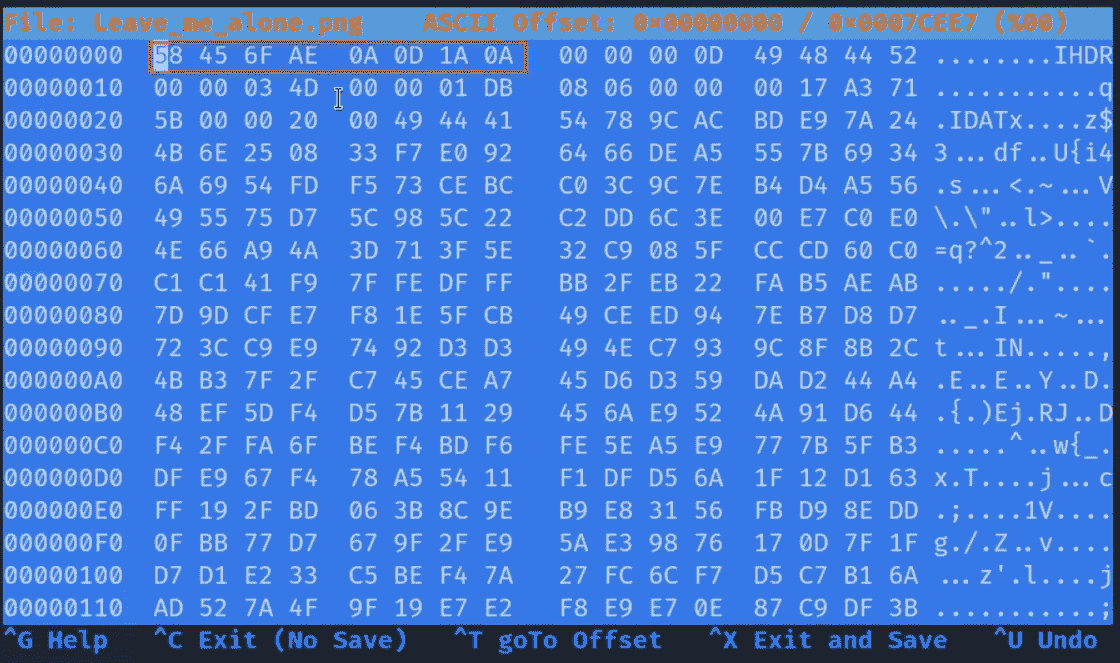 File: Leave_me_alone.png    ASCII Offset: 0×00000000 / 0×0007CEE7 (%00)
00000000  58 45 6F AE  0A 0D 1A 0A   00 00 00 0D  49 48 44 52  ........IHDR
00000010  00 00 03 4D  00 00 01 DB   08 06 00 00  00 17 A3 71  ...........q
00000020  5B 00 00 20  00 49 44 41   54 78 9C AC  BD E9 7A 24  .IDATx....z$
00000030  4B 6E 25 08  33 F7 E0 92   64 66 DE A5  55 7B 69 34  3...df..U{i4
00000040  6A 69 54 FD  F5 73 CE BC   C0 3C 9C 7E  B4 D4 A5 56  .s...<.~...V
00000050  49 55 75 D7  5C 98 5C 22   C2 DD 6C 3E  00 E7 C0 E0  \.\"..l>....
00000060  4E 66 A9 4A  3D 71 3F 5E   32 C9 08 5F  CC CD 60 C0  =q?^2.._..`.
00000070  C1 C1 41 F9  7F FE DF FF   BB 2F EB 22  FA B5 AE AB  ...../."....
00000080  7D 9D CF E7  F8 1E 5F CB   49 CE ED 94  7E B7 D8 D7  .._.I...~...
00000090  72 3C C9 E9  74 92 D3 D3   49 4E C7 93  9C 8F 8B 2C  t...IN.....,
000000A0  4B B3 7F 2F  C7 45 CE A7   45 D6 D3 59  DA D2 44 A4  .E..E..Y..D.
000000B0  48 EF 5D F4  D5 7B 11 29   45 6A E9 52  4A 91 D6 44  .{.)Ej.RJ..D
000000C0  F4 2F FA 6F  BE F4 BD F6   FE 5E A5 E9  77 7B 5F B3  .....^..w{_.
000000D0  DF E9 67 F4  78 A5 54 11   F1 DF D5 6A  1F 12 D1 63  x.T....j...c
000000E0  FF 19 2F BD  06 3B 8C 9E   B9 E8 31 56  FB D9 8E DD  .;....1V....
000000F0  0F BB 77 D7  67 9F 2F E9   5A E3 98 76  17 0D 7F 1F  g./.Z..v....
00000100  D7 D1 E2 33  C5 BE F4 7A   27 FC 6C F7  D5 C7 B1 6A  ...z'.l....j
00000110  AD 52 7A 4F  9F 19 E7 E2   F8 E9 E7 0E  87 C9 DF 3B  ...........;
^G Help   ^C Exit (No Save)   ^T goTo Offset   ^X Exit and Save   ^U Undo